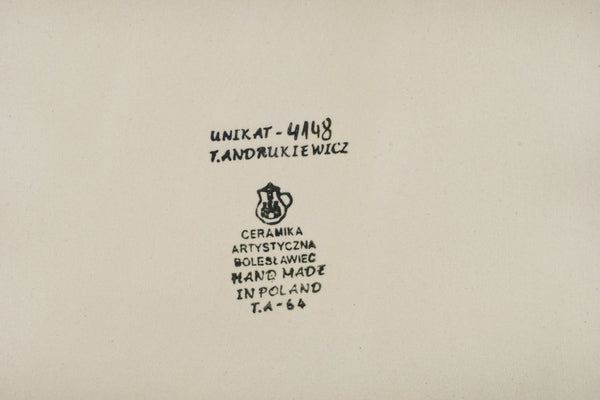 UNIKAT - 4148
T. ANDRUKIEWICZ
CERAMIKA
ARTYSTYCZNA
BOLESŁAWIEC
HAND MADE
IN POLAND
T.A - 64